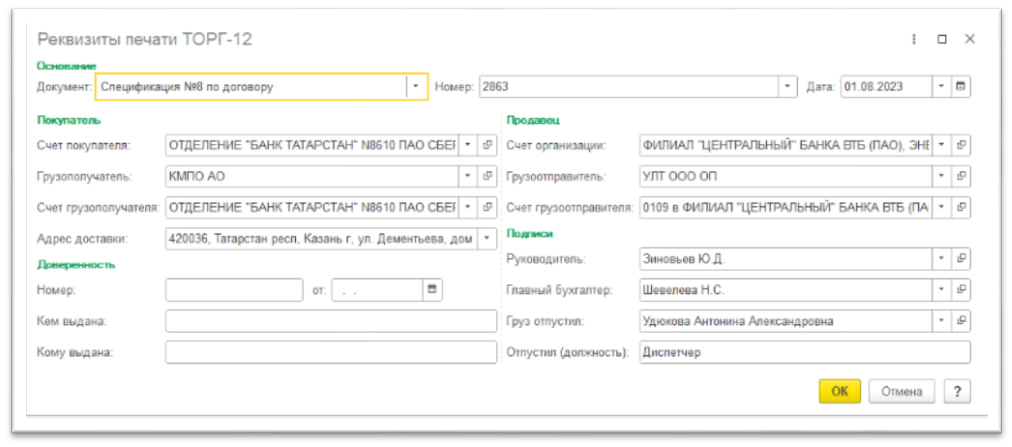 Реквизиты печати ТОРГ-12
Основание
Документ: Спецификация №8 по договору Номер: 2863 Дата: 01.08.2023
Покупатель Продавец
Счет покупателя: ОТДЕЛЕНИЕ "БАНК ТАТАРСТАН" N8610 ПАО СБЕР Счет организации: ФИЛИАЛ "ЦЕНТРАЛЬНЫЙ" БАНКА ВТБ (ПАО),
Грузополучатель: КМПО АО Грузоотправитель: УЛТ ООО ОП
Счет грузополучателя: ОТДЕЛЕНИЕ "БАНК ТАТАРСТАН" N8610 ПАО СБЕР Счет грузоотправителя: 0109 в ФИЛИАЛ "ЦЕНТРАЛЬНЫЙ" БАНКА ВТБ (ПА
Адрес доставки: 420036, Татарстан респ, Казань г, ул. Дементьева, дом Подписи
Доверенность Руководитель: Зиновьев Ю.Д.
Номер: от: . . Главный бухгалтер: Шевелева Н.С.
Кем выдана: Груз отпустил: Удюкова Антонина Александровна
Кому выдана: Отпустил (должность): Диспетчер
ОК Отмена ?